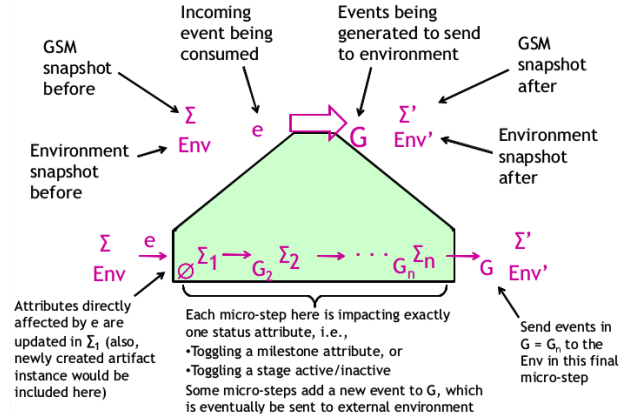 GSM
snapshot
before
Incoming
event being
consumed
Events being
generated to send
to environment
GSM
snapshot
after
Σ
Env
e
G
Σ’
Env’
Environment
snapshot
before
Environment
snapshot
after
Σ
Env
e
∅ Σ1 G2 Σ2 · · · Gn Σn
G
Σ’
Env’
Attributes directly
affected by e are
updated in Σ1 (also,
newly created artifact
instance would be
included here)
Each micro-step here is impacting exactly
one status attribute, i.e.,
•Toggling a milestone attribute, or
•Toggling a stage active/inactive
Some micro-steps add a new event to G, which
is eventually be sent to external environment
Send events in
G = Gn to the
Env in this final
micro-step